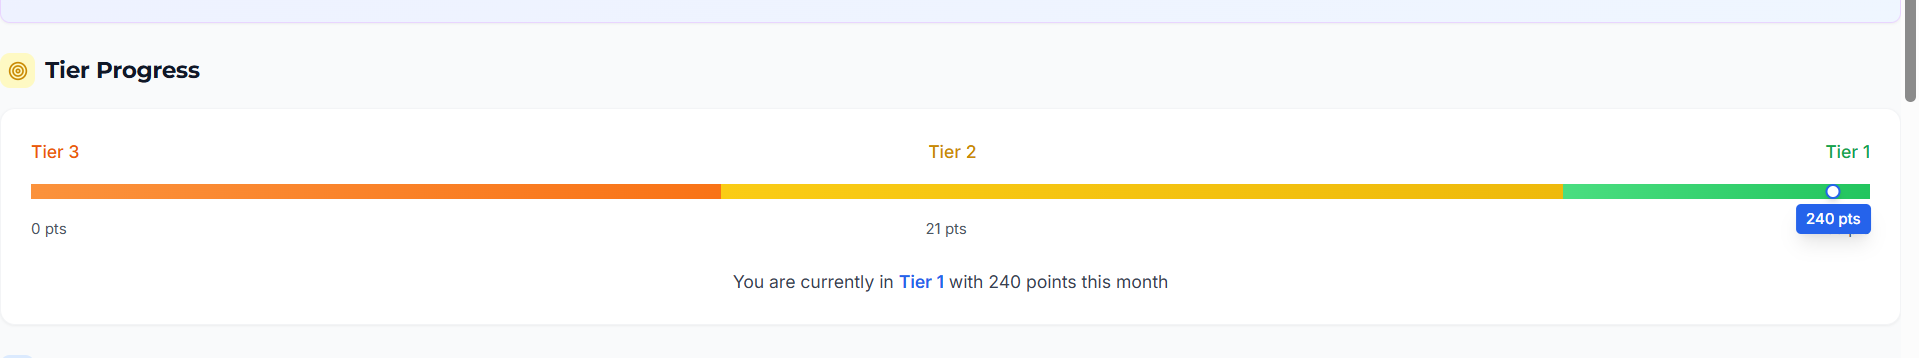 Tier Progress
Tier 3 Tier 2 Tier 1
0 pts 21 pts 240 pts
You are currently in Tier 1 with 240 points this month